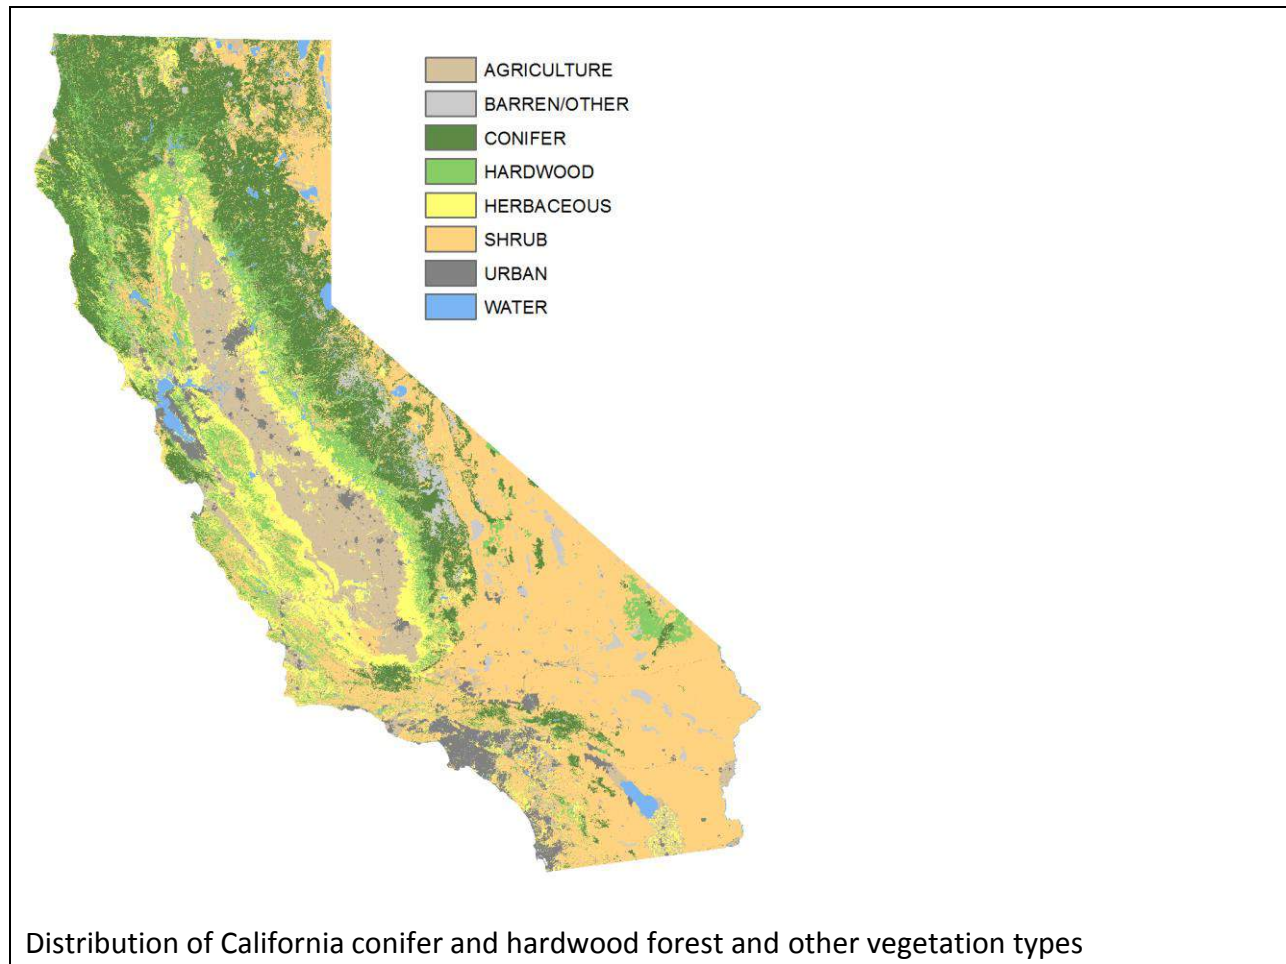 AGRICULTURE
BARREN/OTHER
CONIFER
HARDWOOD
HERBACEOUS
SHRUB
URBAN
WATER
Distribution of California conifer and hardwood forest and other vegetation types